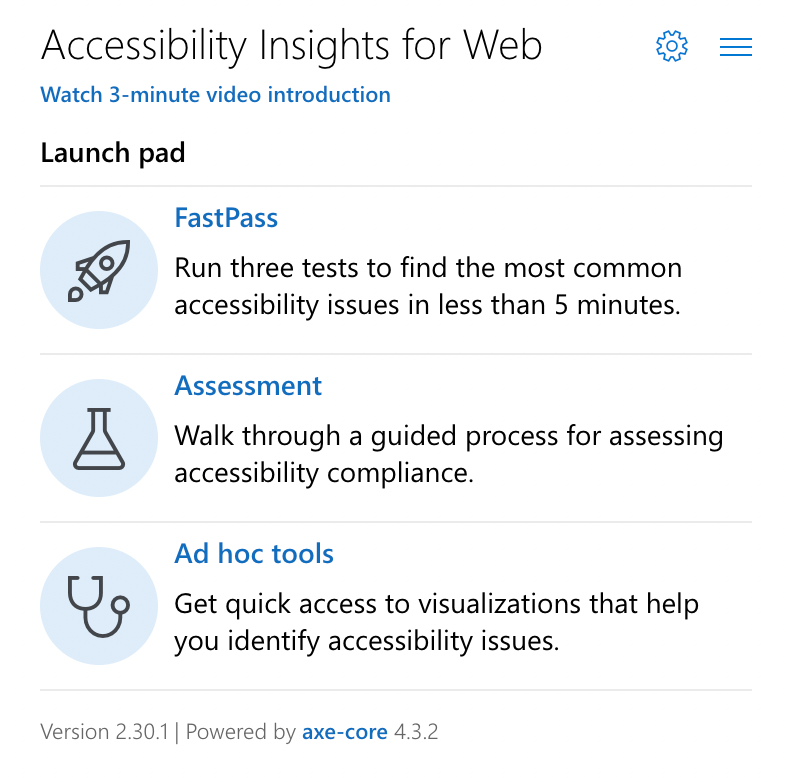 Accessibility Insights for Web
Watch 3-minute video introduction
Launch pad
FastPass
Run three tests to find the most common
accessibility issues in less than 5 minutes.
Assessment
Walk through a guided process for assessing
accessibility compliance.
Ad hoc tools
Get quick access to visualizations that help
you identify accessibility issues.
Version 2.30.1 | Powered by axe-core 4.3.2